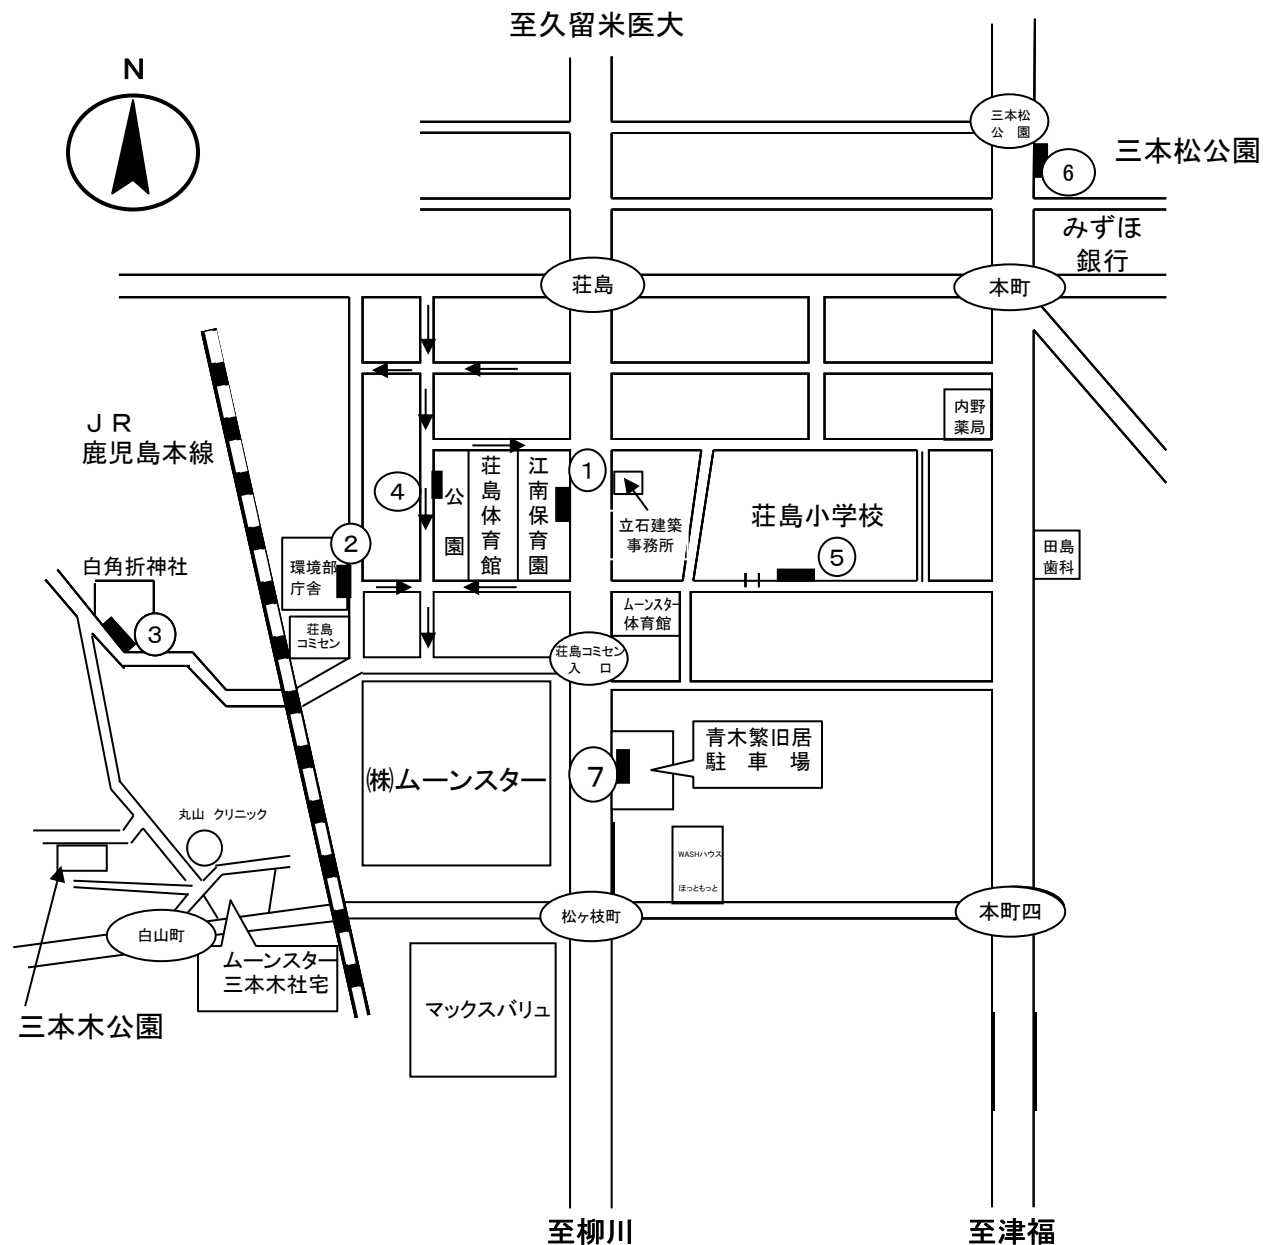 至久留米医大
N
三本松
公　園
三本松公園
6
みずほ
銀行
荘島
本町
ＪＲ
鹿児島本線
内野
薬局
1
4
公園
荘島体育館
江南保育園
立石建築
事務所
荘島小学校
5
2
環境部
庁舎
田島
歯科
白角折神社
3
荘島
コミセン
ムーンスター
体育館
荘島コミセン
入　口
㈱ムーンスター
7
青木繁旧居
駐　車　場
丸山 クリニック
WASHハウス
ほっともっと
白山町
松ヶ枝町
本町四
ムーンスター
三本木社宅
三本木公園
マックスバリュ
至柳川
至津福